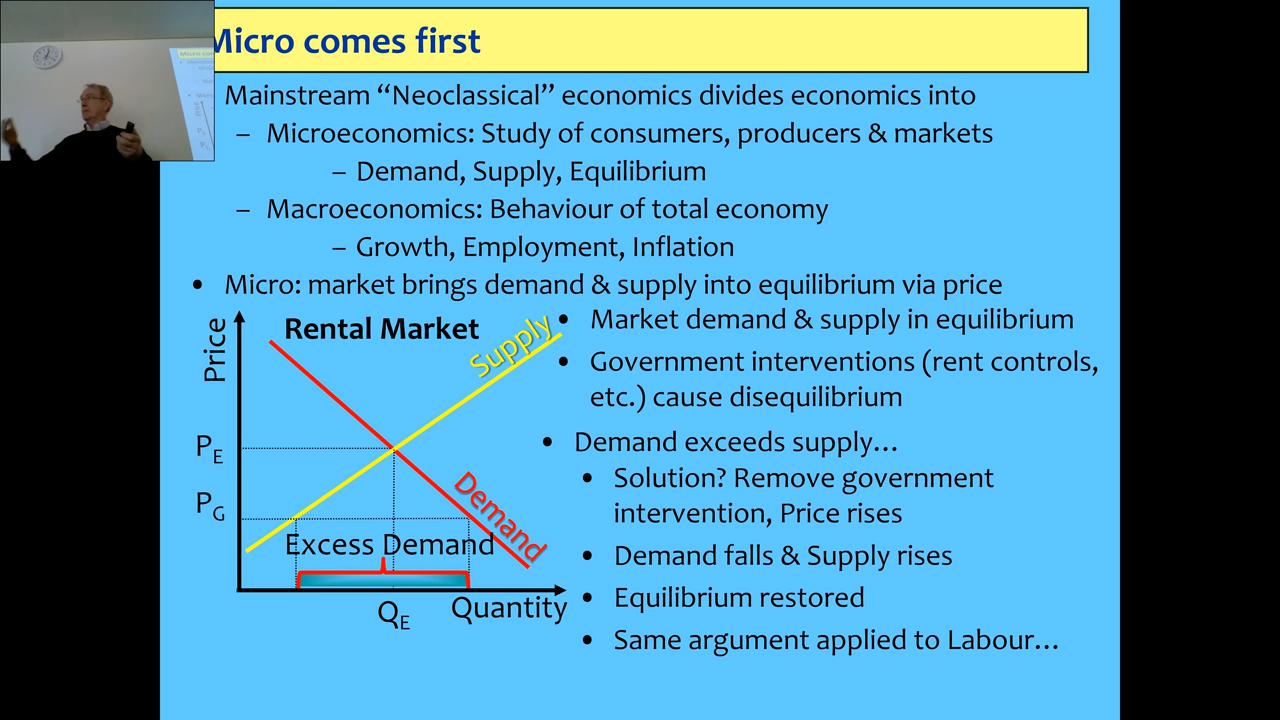 Micro comes first
Mainstream “Neoclassical” economics divides economics into
– Microeconomics: Study of consumers, producers & markets
– Demand, Supply, Equilibrium
– Macroeconomics: Behaviour of total economy
– Growth, Employment, Inflation
• Micro: market brings demand & supply into equilibrium via price
Price
Rental Market
Supply
P_E
P_G
Demand
Excess Demand
Q_E
Quantity
• Market demand & supply in equilibrium
• Government interventions (rent controls,
etc.) cause disequilibrium
• Demand exceeds supply…
• Solution? Remove government
intervention, Price rises
• Demand falls & Supply rises
• Equilibrium restored
• Same argument applied to Labour…